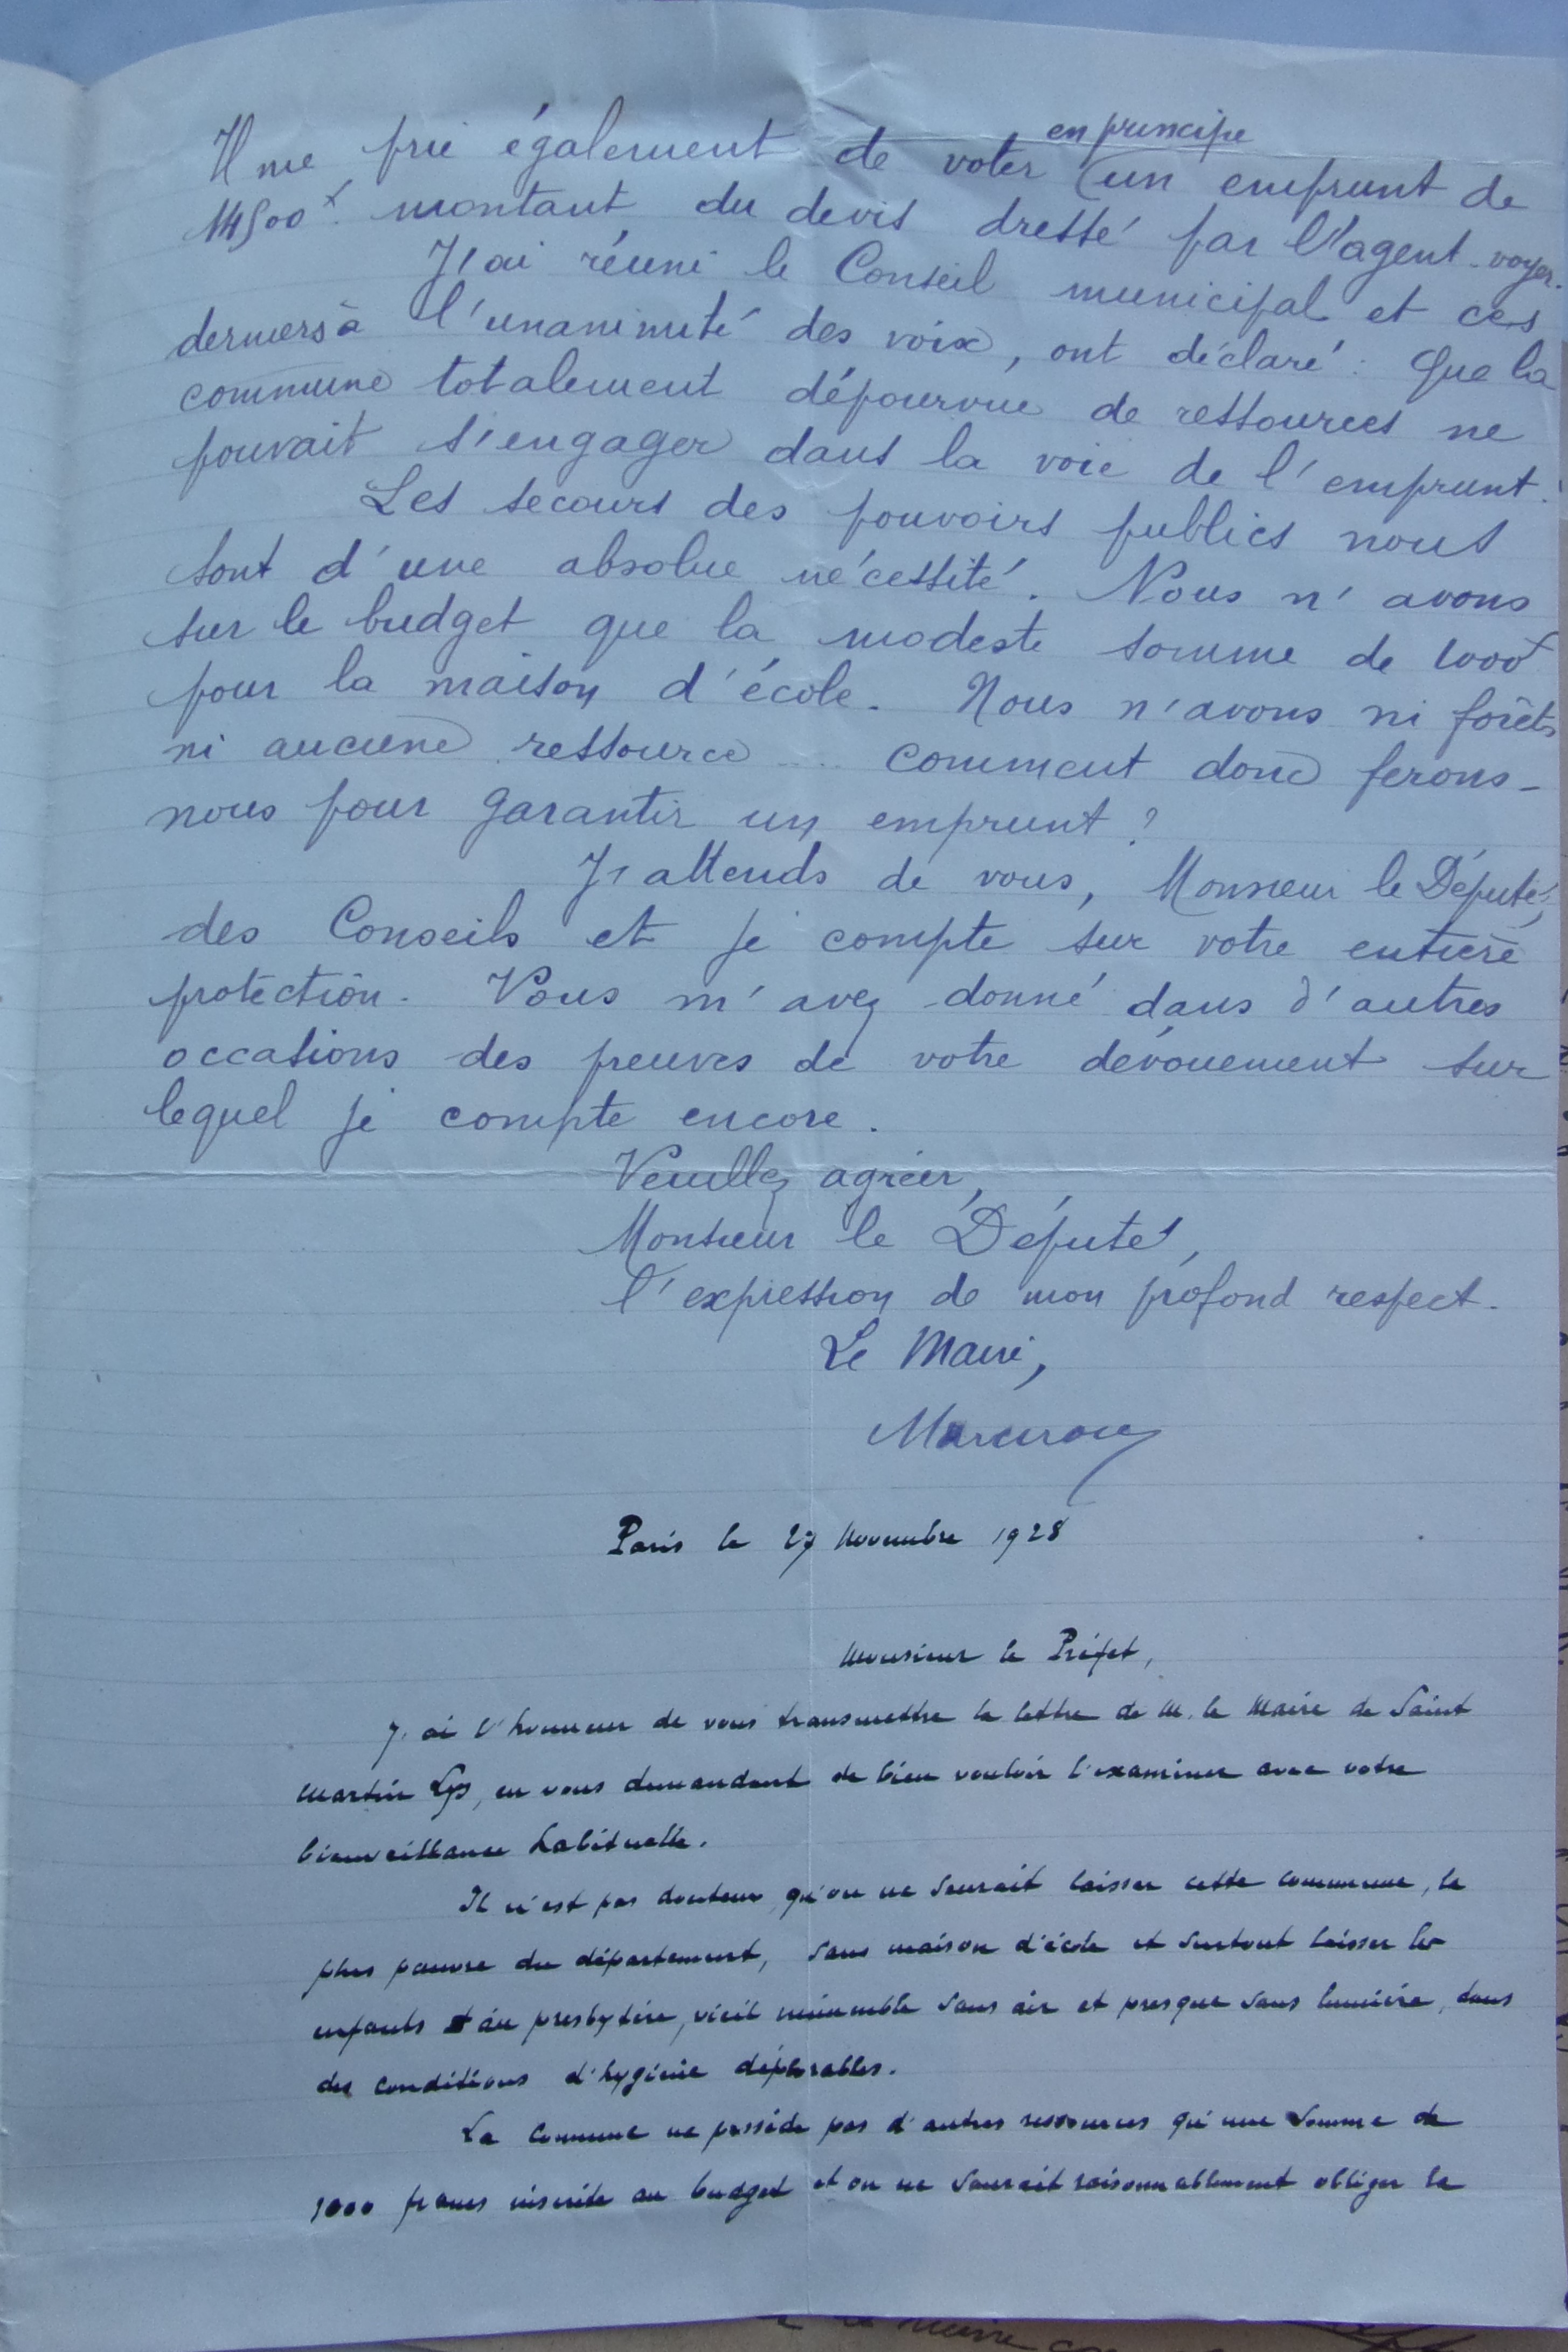 en principe
Il me prie également de voter (un emprunt de
14500f. montant du devis dressé par l'agent-voyer.
J'ai réuni le Conseil municipal et ces
derniers à l'unanimité des voix, ont déclaré : Que la
commune totalement dépourvue de ressources ne
pouvait s'engager dans la voie de l'emprunt.
Les secours des pouvoirs publics nous
sont d'une absolue nécessité. Nous n'avons
sur le budget que la modeste somme de 1000f
pour la maison d'école. Nous n'avons ni forêts
ni aucune ressource .... comment donc ferons-
nous pour garantir un emprunt ?
J'attends de vous, Monsieur le Député,
des Conseils et je compte sur votre entière
protection. Vous m'avez donné dans d'autres
occasions des preuves de votre dévouement sur
lequel je compte encore.
Veuillez agréer,
Monsieur le Député,
l'expression de mon profond respect.
Le Maire,
Paris le 27 Novembre 1928
Monsieur le Préfet,
J'ai l'honneur de vous transmettre la lettre de M. le Maire de Saint
Martin Lys, en vous demandant de bien vouloir l'examiner avec votre
bienveillance habituelle.
Il n'est pas douteux qu'on ne saurait laisser cette commune, la
plus pauvre du département, sans maison d'école et surtout laisser les
enfants au presbytère, vieil immeuble sans air et presque sans lumière, dans
des conditions d'hygiène déplorables.
La commune ne possède pas d'autres ressources qu'une somme de
1000 francs inscrite au budget et on ne saurait raisonnablement obliger la